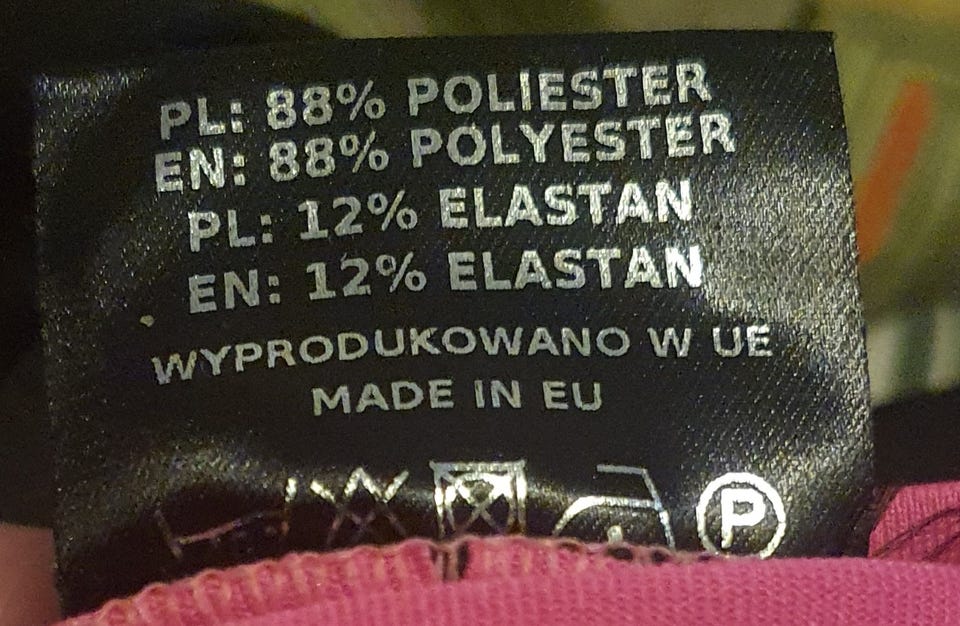 PL: 88% POLIESTER
EN: 88% POLYESTER
PL: 12% ELASTAN
EN: 12% ELASTAN
WYPRODUKOWANO W UE
MADE IN EU
P